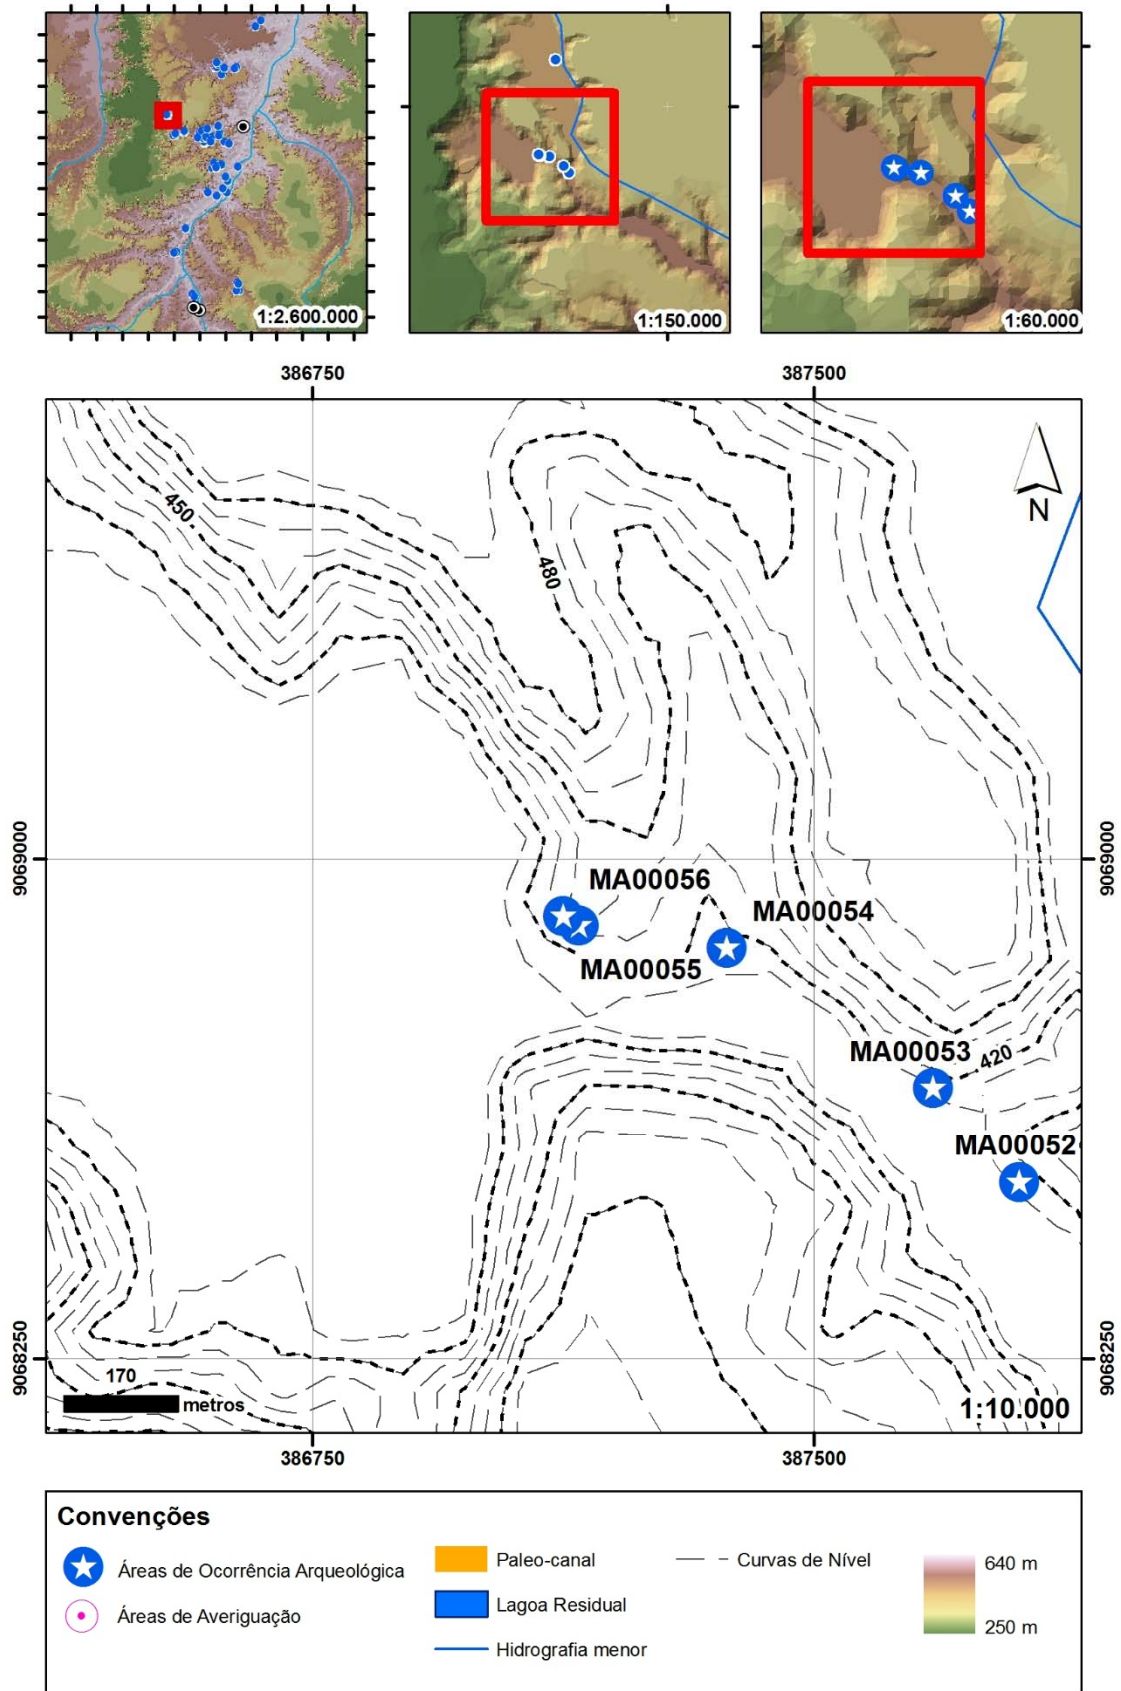 1:2.600.000
1:150.000
1:60.000
386750
387500
450
480
9069000
9069000
MA00056
MA00054
MA00055
MA00053
420
MA00052
9068250
9068250
170
metros
1:10.000
N
386750
387500
Convenções
Áreas de Ocorrência Arqueológica
Áreas de Averiguação
Paleo-canal
Lagoa Residual
Hidrografia menor
Curvas de Nível
640 m
250 m